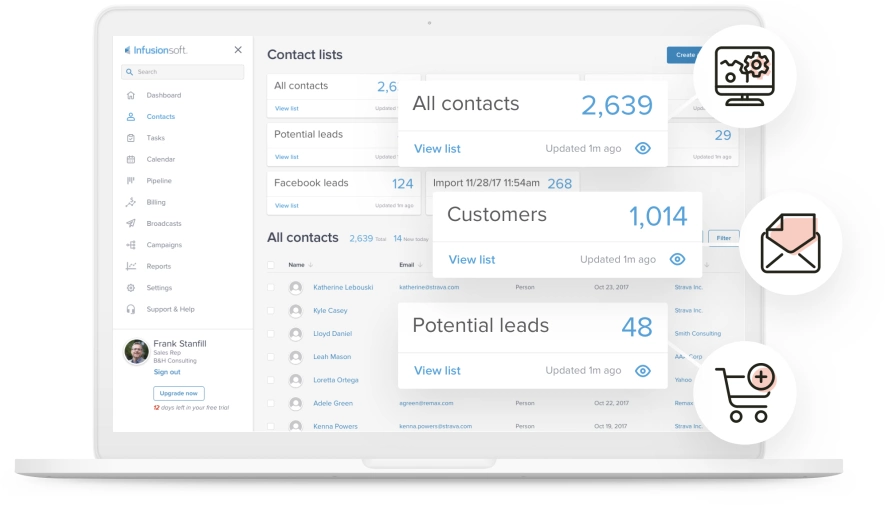 Infusionsoft.
Search
Dashboard
Contacts
Tasks
Calendar
Pipeline
Billing
Broadcasts
Campaigns
Reports
Settings
Support & Help
Frank Stanfill
Sales Rep
B&H Consulting
Sign out
Upgrade now
12 days left in your free trial
Contact lists
Create
All contacts 2,6
View list Updated
Potential leads
View list Updated
29
Updated 1m ago
Facebook leads 124
View list Updated 1m ago
Import 11/28/17 11:54am 268
All contacts 2,639
View list Updated 1m ago
Customers 1,014
View list Updated 1m ago
Potential leads 48
View list Updated 1m ago
All contacts 2,639 Total 14 New today
Filter
Name Email
Katherine Lebouski katherine@strava.com Person Oct 23, 2017 Strava Inc.
Kyle Casey Strava Inc.
Lloyd Daniel Smith Consulting
Leah Mason AAA Corp
Loretta Ortega Yahoo
Adele Green agreen@remax.com Person Oct 22, 2017 Remax
Kenna Powers kenna.powers@strava.com Person Oct 19, 2017 Strava Inc.